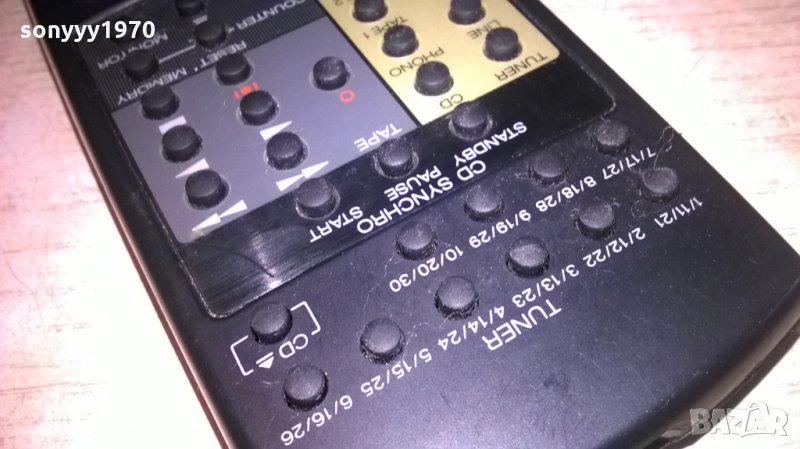 sonyyy1970
TUNER
1/11/21 2/12/22 3/13/23 4/14/24 5/15/25 6/16/26
7/17/27 8/18/28 9/19/29 10/20/30
CD
CD SYNCHRO
STANDBY PAUSE START
TAPE
CD
TUNER
PHONO
LINE
TAPE 1
2
COUNTER
MONITOR
RESET MEMORY
BAZAR